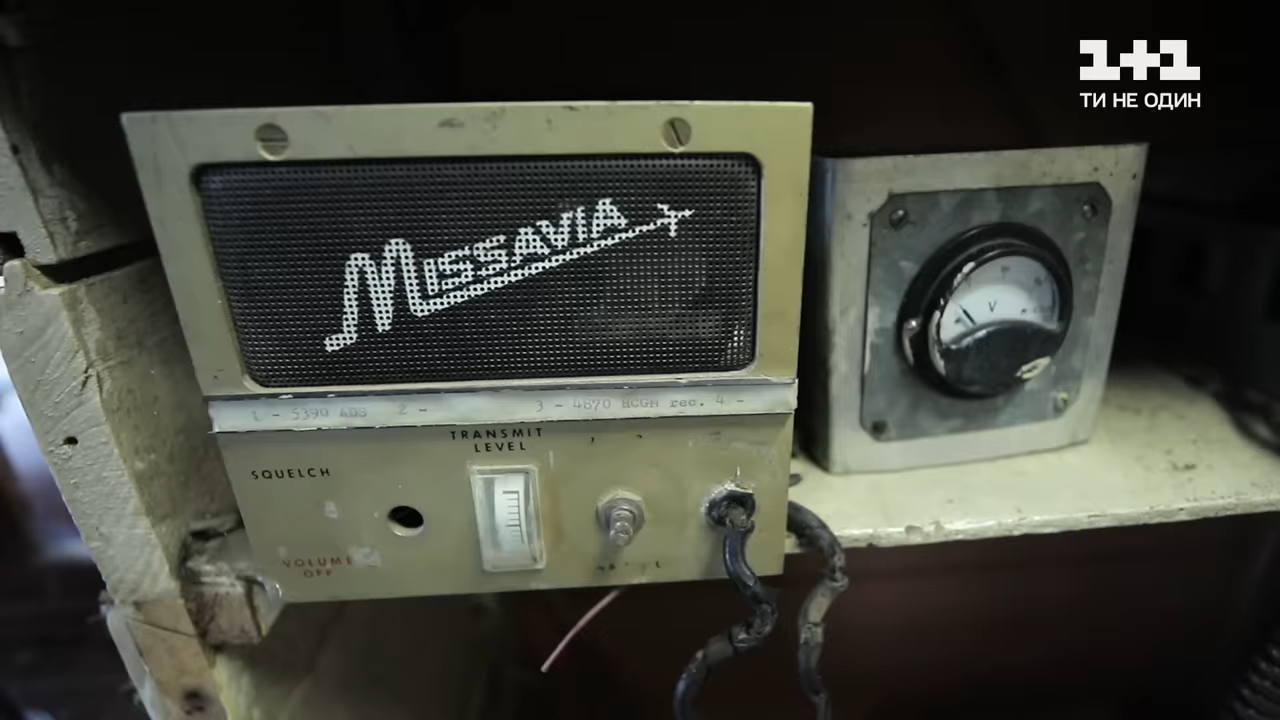 1+1
ТИ НЕ ОДИН
MISSAVIA
1 - 5390 ADS 2 - 3 - 4870 HCGM rec. 4 -
TRANSMIT
LEVEL
SQUELCH
VOLUME
OFF
V